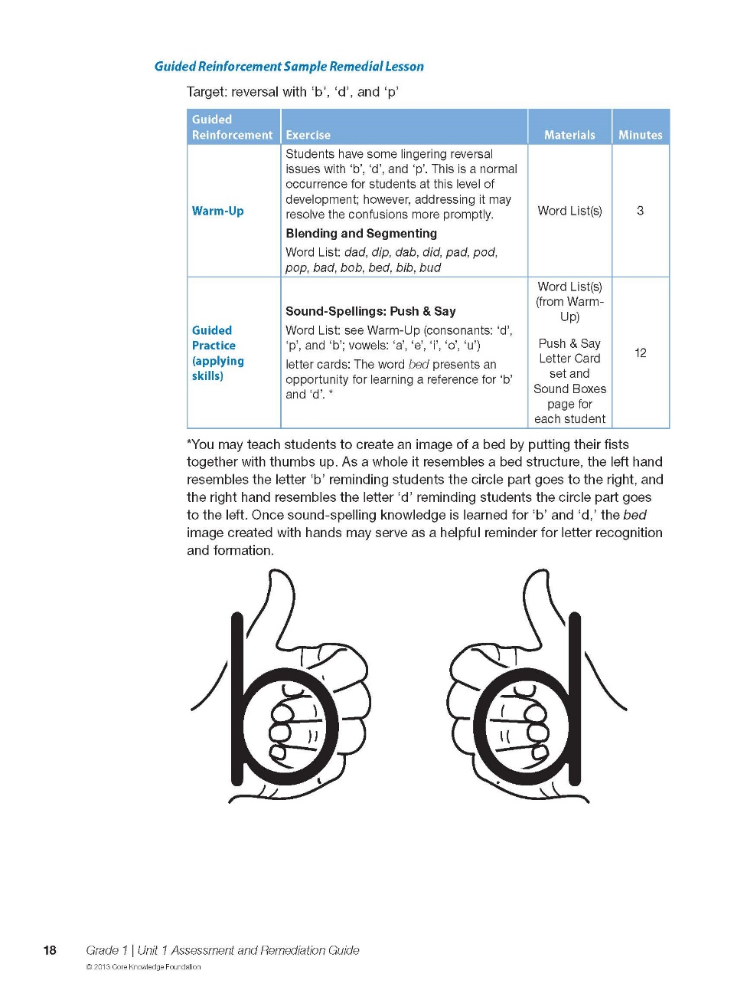 Guided Reinforcement Sample Remedial Lesson
Target: reversal with ‘b’, ‘d’, and ‘p’
Guided
Reinforcement
Exercise
Materials
Minutes
Warm-Up
Students have some lingering reversal
issues with ‘b’, ‘d’, and ‘p’. This is a normal
occurrence for students at this level of
development; however, addressing it may
resolve the confusions more promptly.
Blending and Segmenting
Word List: dad, dip, dab, did, pad, pod,
pop, bad, bob, bed, bib, bud
Word List(s)
3
Guided
Practice
(applying
skills)
Sound-Spellings: Push & Say
Word List: see Warm-Up (consonants: ‘d’,
‘p’, and ‘b’; vowels: ‘a’, ‘e’, ‘i’, ‘o’, ‘u’)
letter cards: The word bed presents an
opportunity for learning a reference for ‘b’
and ‘d’. *
Word List(s)
(from Warm-
Up)
Push & Say
Letter Card
set and
Sound Boxes
page for
each student
12
*You may teach students to create an image of a bed by putting their fists
together with thumbs up. As a whole it resembles a bed structure, the left hand
resembles the letter ‘b’ reminding students the circle part goes to the right, and
the right hand resembles the letter ‘d’ reminding students the circle part goes
to the left. Once sound-spelling knowledge is learned for ‘b’ and ‘d,’ the bed
image created with hands may serve as a helpful reminder for letter recognition
and formation.
18 Grade 1 | Unit 1 Assessment and Remediation Guide
© 2013 Core Knowledge Foundation